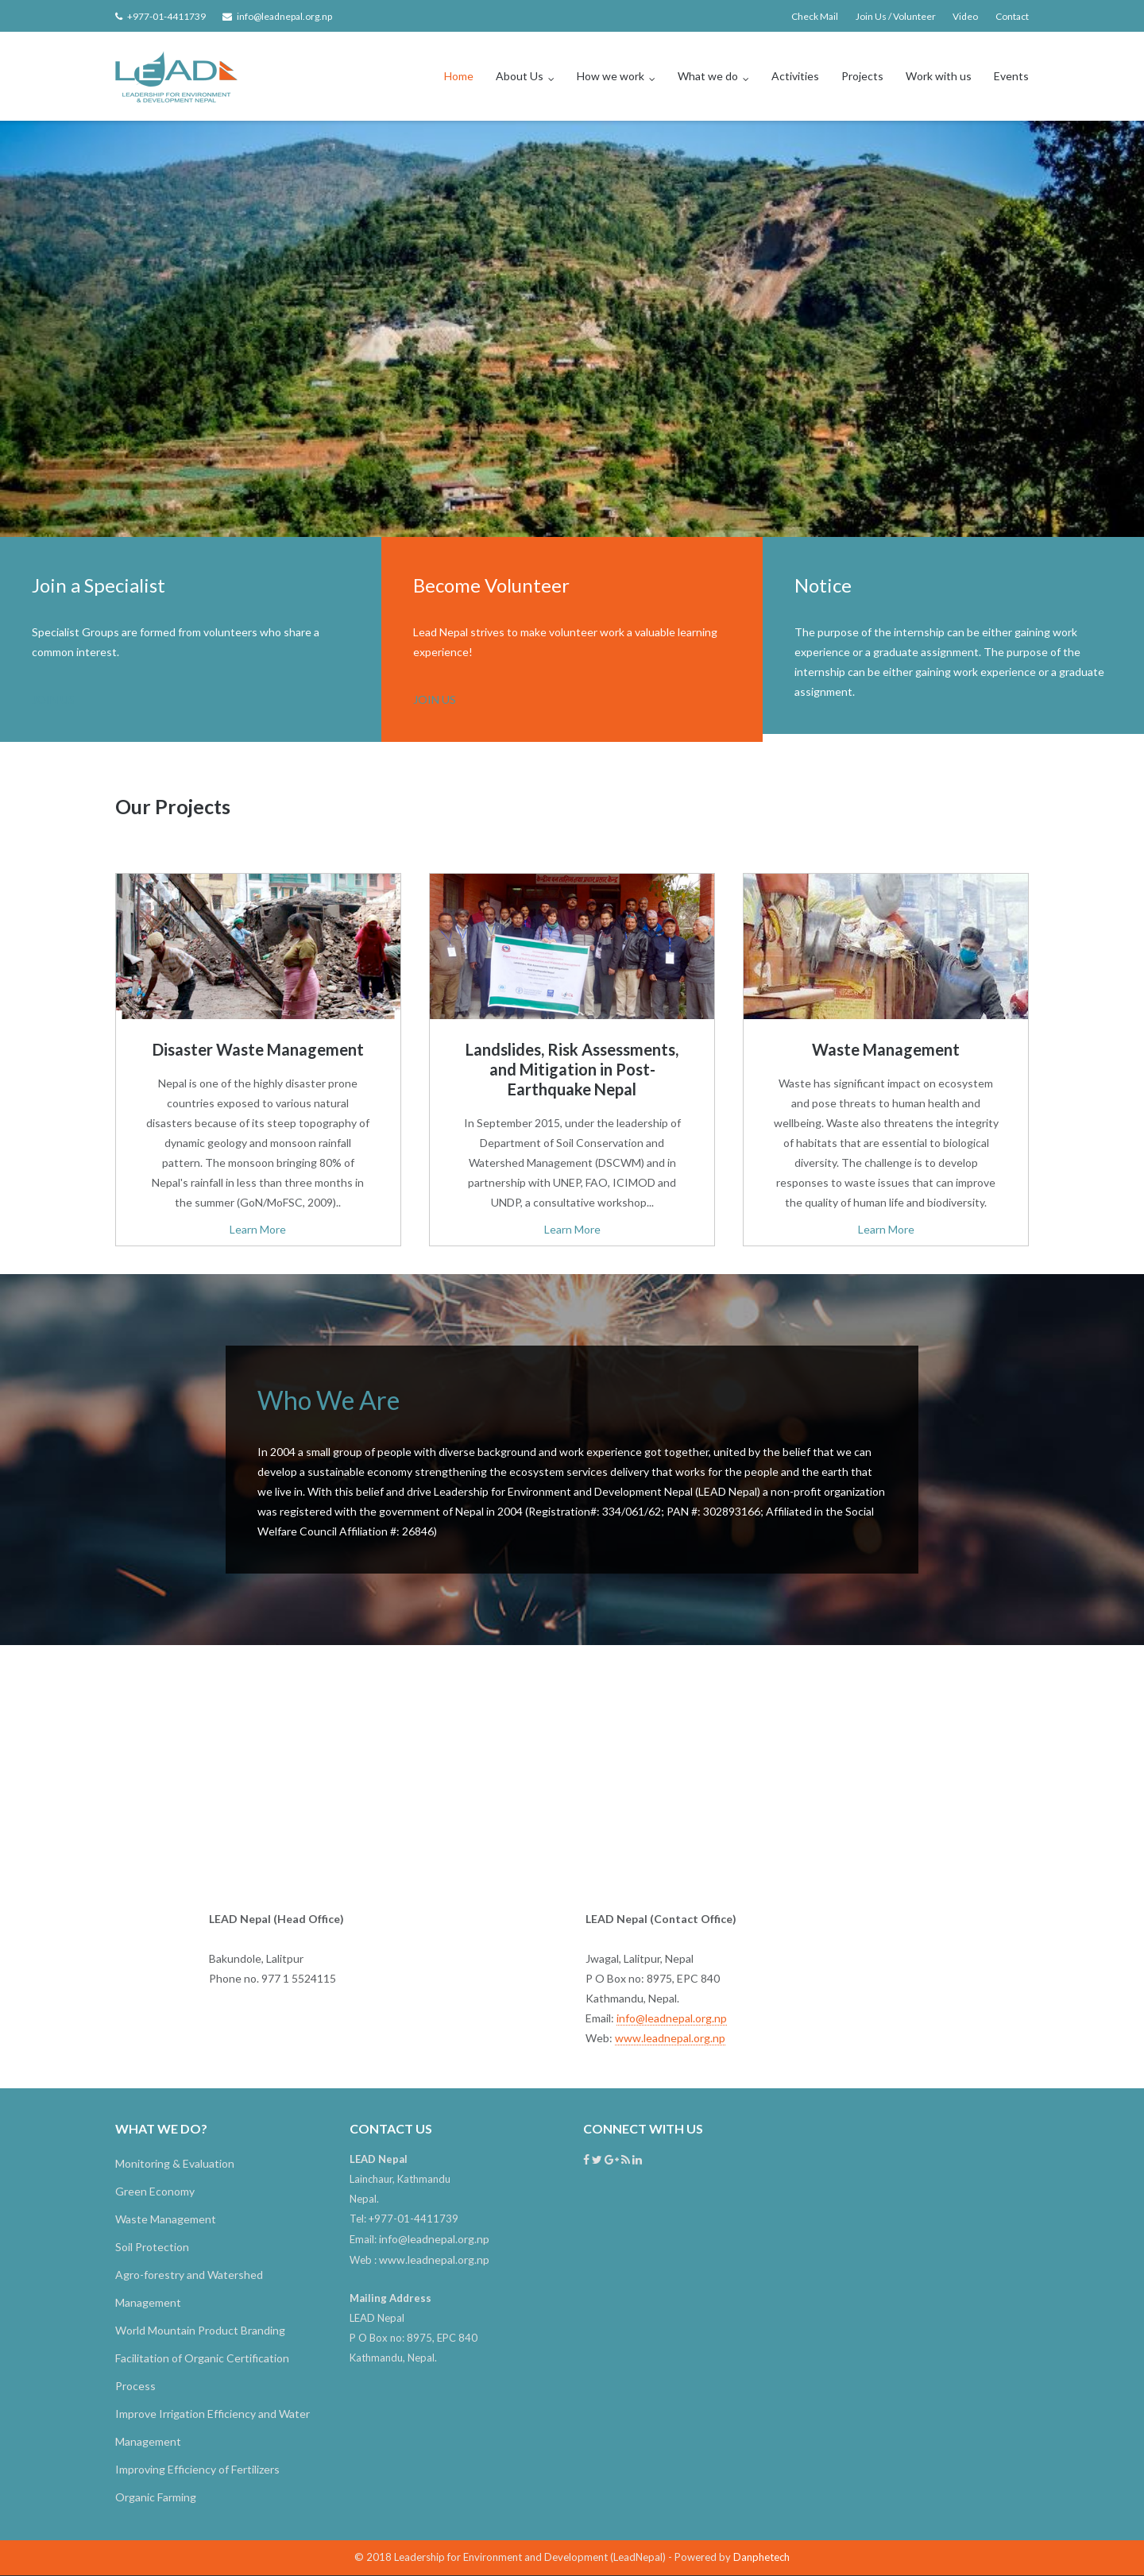 +977-01-4411739 info@leadnepal.org.np Check Mail Join Us / Volunteer Video Contact
LEAD
LEADERSHIP FOR ENVIRONMENT
& DEVELOPMENT NEPAL
Home About Us How we work What we do Activities Projects Work with us Events
Join a Specialist
Specialist Groups are formed from volunteers who share a
common interest.
Become Volunteer
Lead Nepal strives to make volunteer work a valuable learning
experience!
JOIN US
Notice
The purpose of the internship can be either gaining work
experience or a graduate assignment. The purpose of the
internship can be either gaining work experience or a graduate
assignment.
Our Projects
Disaster Waste Management
Nepal is one of the highly disaster prone
countries exposed to various natural
disasters because of its steep topography of
dynamic geology and monsoon rainfall
pattern. The monsoon bringing 80% of
Nepal's rainfall in less than three months in
the summer (GoN/MoFSC, 2009)..
Learn More
Landslides, Risk Assessments,
and Mitigation in Post-
Earthquake Nepal
In September 2015, under the leadership of
Department of Soil Conservation and
Watershed Management (DSCWM) and in
partnership with UNEP, FAO, ICIMOD and
UNDP, a consultative workshop...
Learn More
Waste Management
Waste has significant impact on ecosystem
and pose threats to human health and
wellbeing. Waste also threatens the integrity
of habitats that are essential to biological
diversity. The challenge is to develop
responses to waste issues that can improve
the quality of human life and biodiversity.
Learn More
Who We Are
In 2004 a small group of people with diverse background and work experience got together, united by the belief that we can
develop a sustainable economy strengthening the ecosystem services delivery that works for the people and the earth that
we live in. With this belief and drive Leadership for Environment and Development Nepal (LEAD Nepal) a non-profit organization
was registered with the government of Nepal in 2004 (Registration#: 334/061/62; PAN #: 302893166; Affiliated in the Social
Welfare Council Affiliation #: 26846)
LEAD Nepal (Head Office)
Bakundole, Lalitpur
Phone no. 977 1 5524115
LEAD Nepal (Contact Office)
Jwagal, Lalitpur, Nepal
P O Box no: 8975, EPC 840
Kathmandu, Nepal.
Email: info@leadnepal.org.np
Web: www.leadnepal.org.np
WHAT WE DO?
Monitoring & Evaluation
Green Economy
Waste Management
Soil Protection
Agro-forestry and Watershed
Management
World Mountain Product Branding
Facilitation of Organic Certification
Process
Improve Irrigation Efficiency and Water
Management
Improving Efficiency of Fertilizers
Organic Farming
CONTACT US
LEAD Nepal
Lainchaur, Kathmandu
Nepal.
Tel: +977-01-4411739
Email: info@leadnepal.org.np
Web : www.leadnepal.org.np
Mailing Address
LEAD Nepal
P O Box no: 8975, EPC 840
Kathmandu, Nepal.
CONNECT WITH US
© 2018 Leadership for Environment and Development (LeadNepal) - Powered by Danphetech